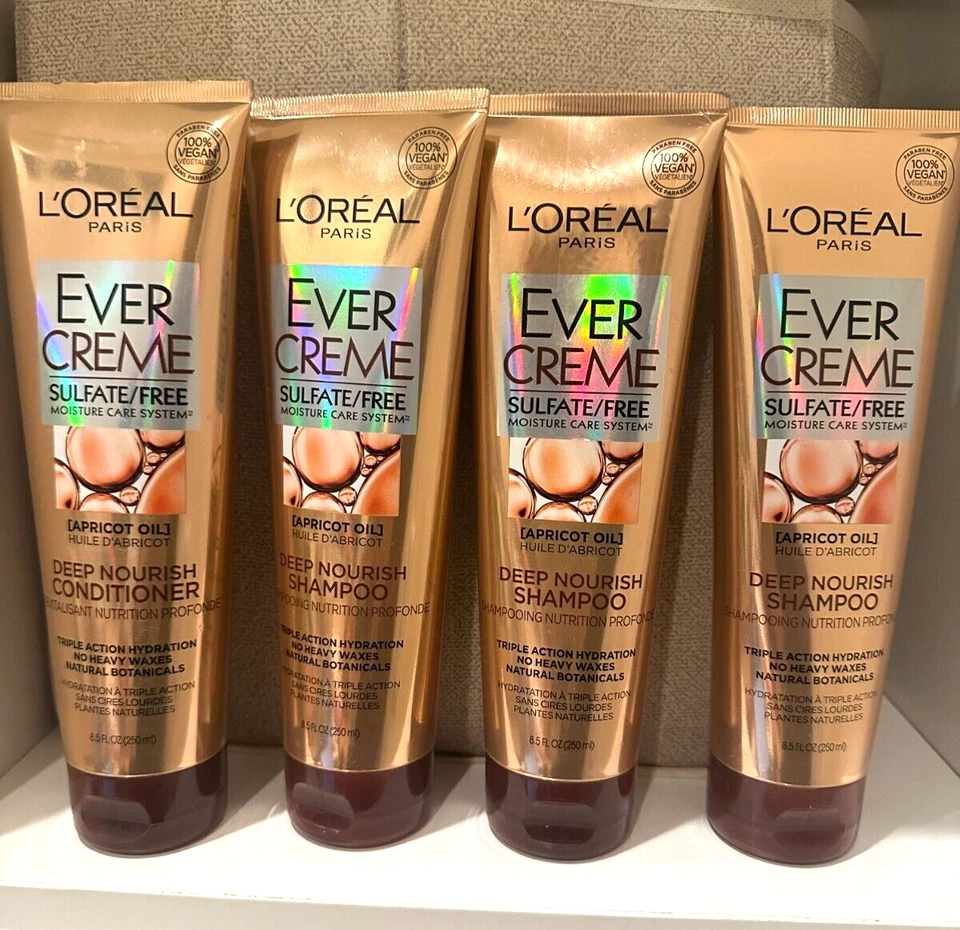 PARABEN FREE
100%
VEGAN
VÉGÉTALIEN
SANS PARABÈNES
L'ORÉAL
PARiS
EVER
CREME
SULFATE/FREE
MOISTURE CARE SYSTEM
[APRICOT OIL]
HUILE D'ABRICOT
DEEP NOURISH
CONDITIONER
NUTRITION PROFONDE
TRIPLE ACTION HYDRATION
NO HEAVY WAXES
NATURAL BOTANICALS
HYDRATATION À TRIPLE ACTION
SANS CIRES LOURDES
PLANTES NATURELLES
8.5 FL OZ (250 ml)
PARABEN FREE
100%
VEGAN
VÉGÉTALIEN
SANS PARABÈNES
L'ORÉAL
PARiS
EVER
CREME
SULFATE/FREE
MOISTURE CARE SYSTEM
[APRICOT OIL]
HUILE D'ABRICOT
DEEP NOURISH
SHAMPOO
NUTRITION PROFONDE
TRIPLE ACTION HYDRATION
NO HEAVY WAXES
NATURAL BOTANICALS
HYDRATATION À TRIPLE ACTION
SANS CIRES LOURDES
PLANTES NATURELLES
8.5 FL OZ (250 ml)
PARABEN FREE
100%
VEGAN
VÉGÉTALIEN
SANS PARABÈNES
L'ORÉAL
PARiS
EVER
CREME
SULFATE/FREE
MOISTURE CARE SYSTEM
[APRICOT OIL]
HUILE D'ABRICOT
DEEP NOURISH
SHAMPOO
SHAMPOOING NUTRITION PROFONDE
TRIPLE ACTION HYDRATION
NO HEAVY WAXES
NATURAL BOTANICALS
HYDRATATION À TRIPLE ACTION
SANS CIRES LOURDES
PLANTES NATURELLES
8.5 FL OZ (250 ml)
PARABEN FREE
100%
VEGAN
VÉGÉTALIEN
SANS PARABÈNES
L'ORÉAL
PARiS
EVER
CREME
SULFATE/FREE
MOISTURE CARE SYSTEM
[APRICOT OIL]
HUILE D'ABRICOT
DEEP NOURISH
SHAMPOO
SHAMPOOING NUTRITION
TRIPLE ACTION HYDRATION
NO HEAVY WAXES
NATURAL BOTANICALS
HYDRATATION À TRIPLE ACTION
SANS CIRES LOURDES
PLANTES NATURELLES
8.5 FL OZ (250 ml)